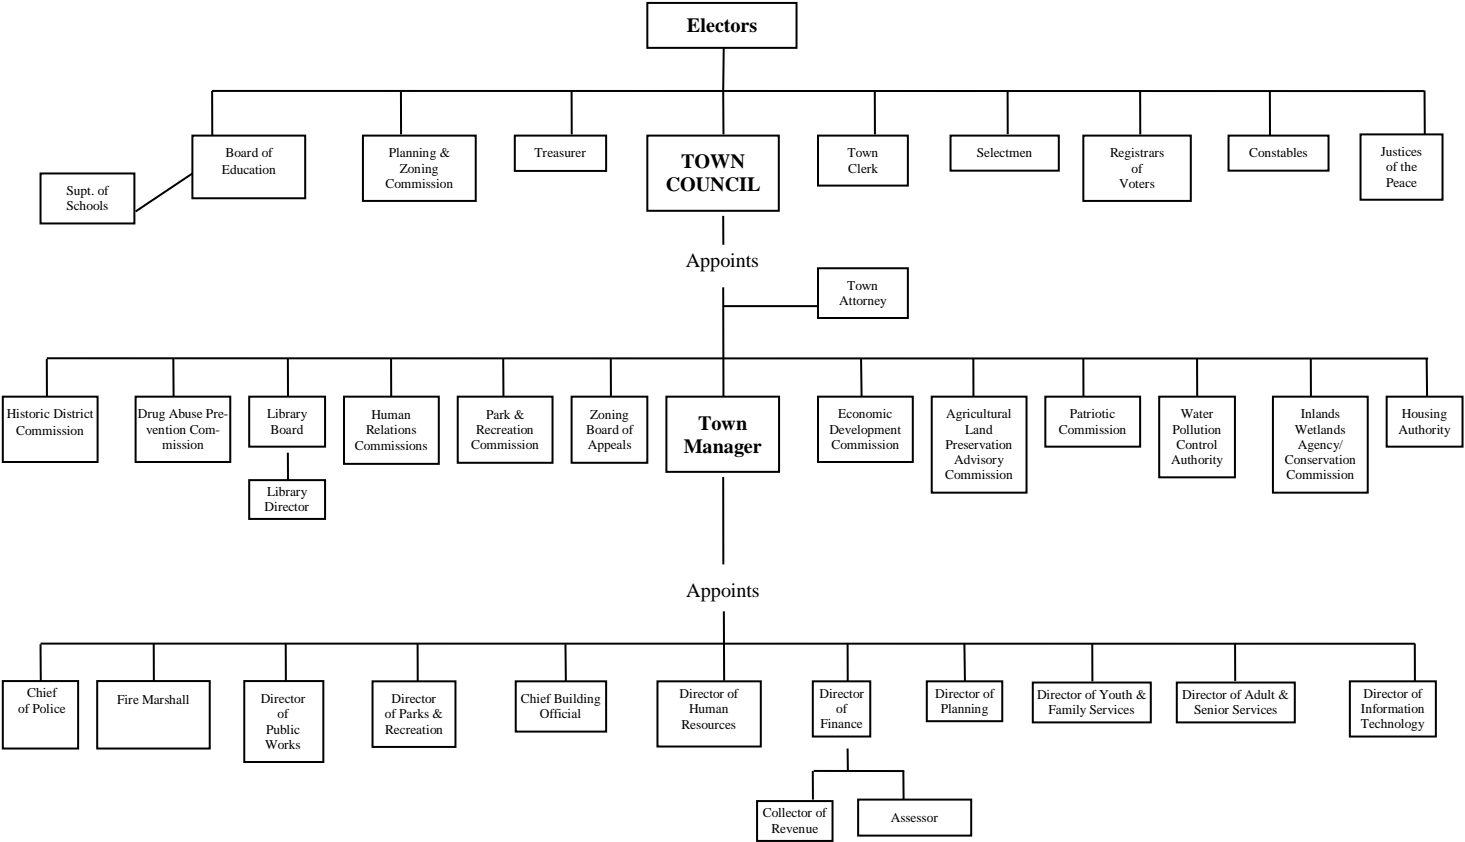 Electors
Board of
Education
Planning &
Zoning
Commission
Treasurer
TOWN
COUNCIL
Town
Clerk
Selectmen
Registrars
of
Voters
Constables
Justices
of the
Peace
Supt. of
Schools
Appoints
Town
Attorney
Historic District
Commission
Drug Abuse Pre-
vention Com-
mission
Library
Board
Human
Relations
Commissions
Park &
Recreation
Commission
Zoning
Board of
Appeals
Town
Manager
Economic
Development
Commission
Agricultural
Land
Preservation
Advisory
Commission
Patriotic
Commission
Water
Pollution
Control
Authority
Inlands
Wetlands
Agency/
Conservation
Commission
Housing
Authority
Library
Director
Appoints
Chief
of Police
Fire Marshall
Director
of
Public
Works
Director
of Parks &
Recreation
Chief Building
Official
Director of
Human
Resources
Director
of
Finance
Director of
Planning
Director of Youth &
Family Services
Director of Adult &
Senior Services
Director of
Information
Technology
Collector of
Revenue
Assessor